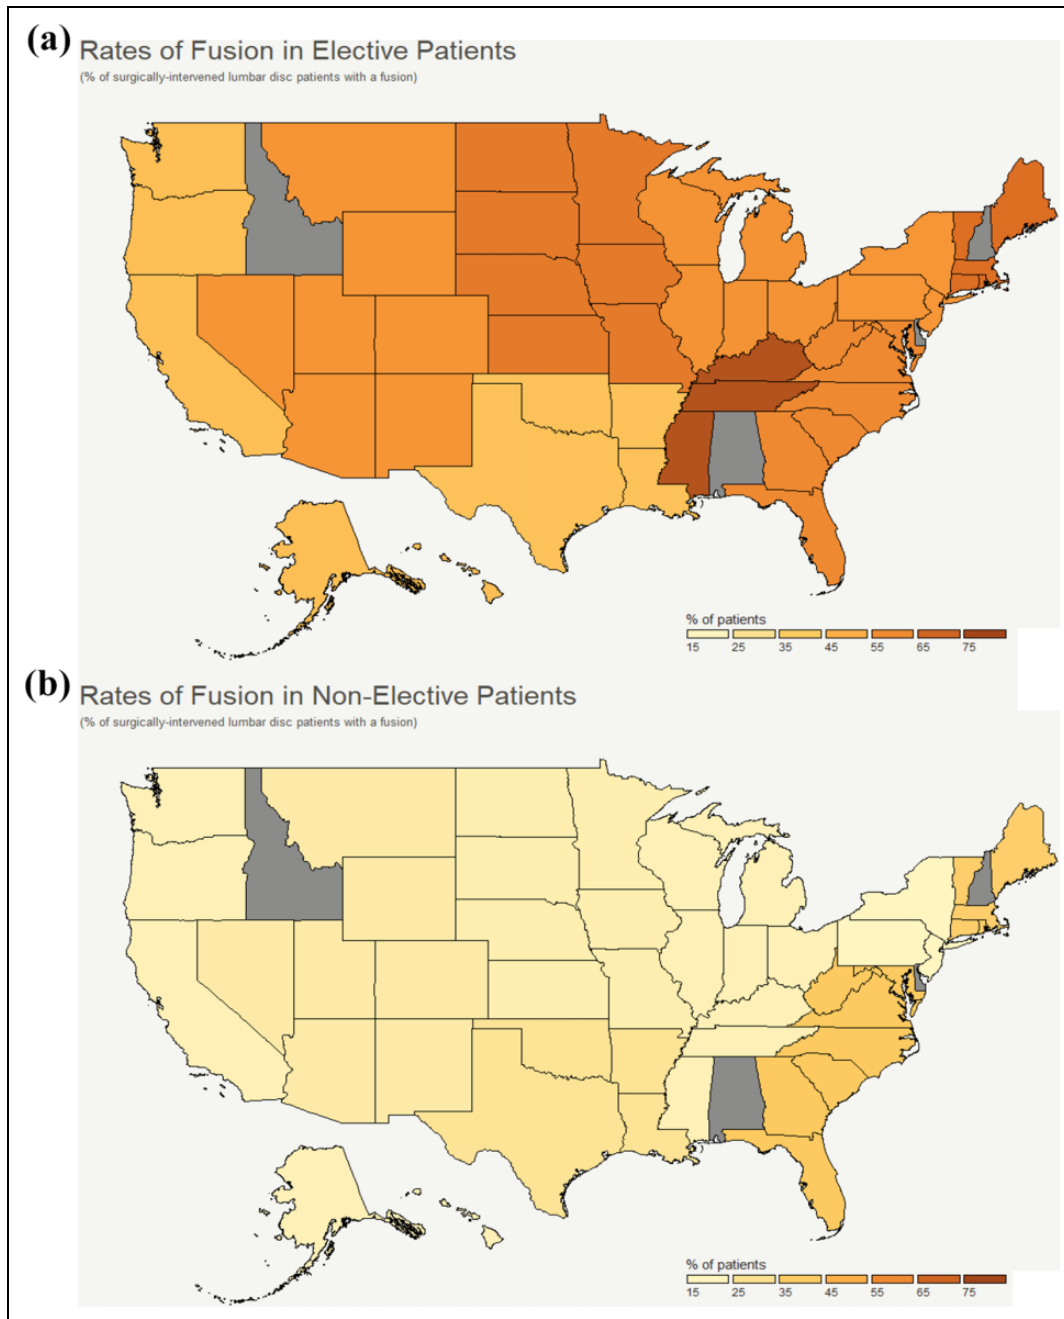 (a)
Rates of Fusion in Elective Patients
(% of surgically-intervened lumbar disc patients with a fusion)
% of patients
15 25 35 45 55 65 75
(b)
Rates of Fusion in Non-Elective Patients
(% of surgically-intervened lumbar disc patients with a fusion)
% of patients
15 25 35 45 55 65 75